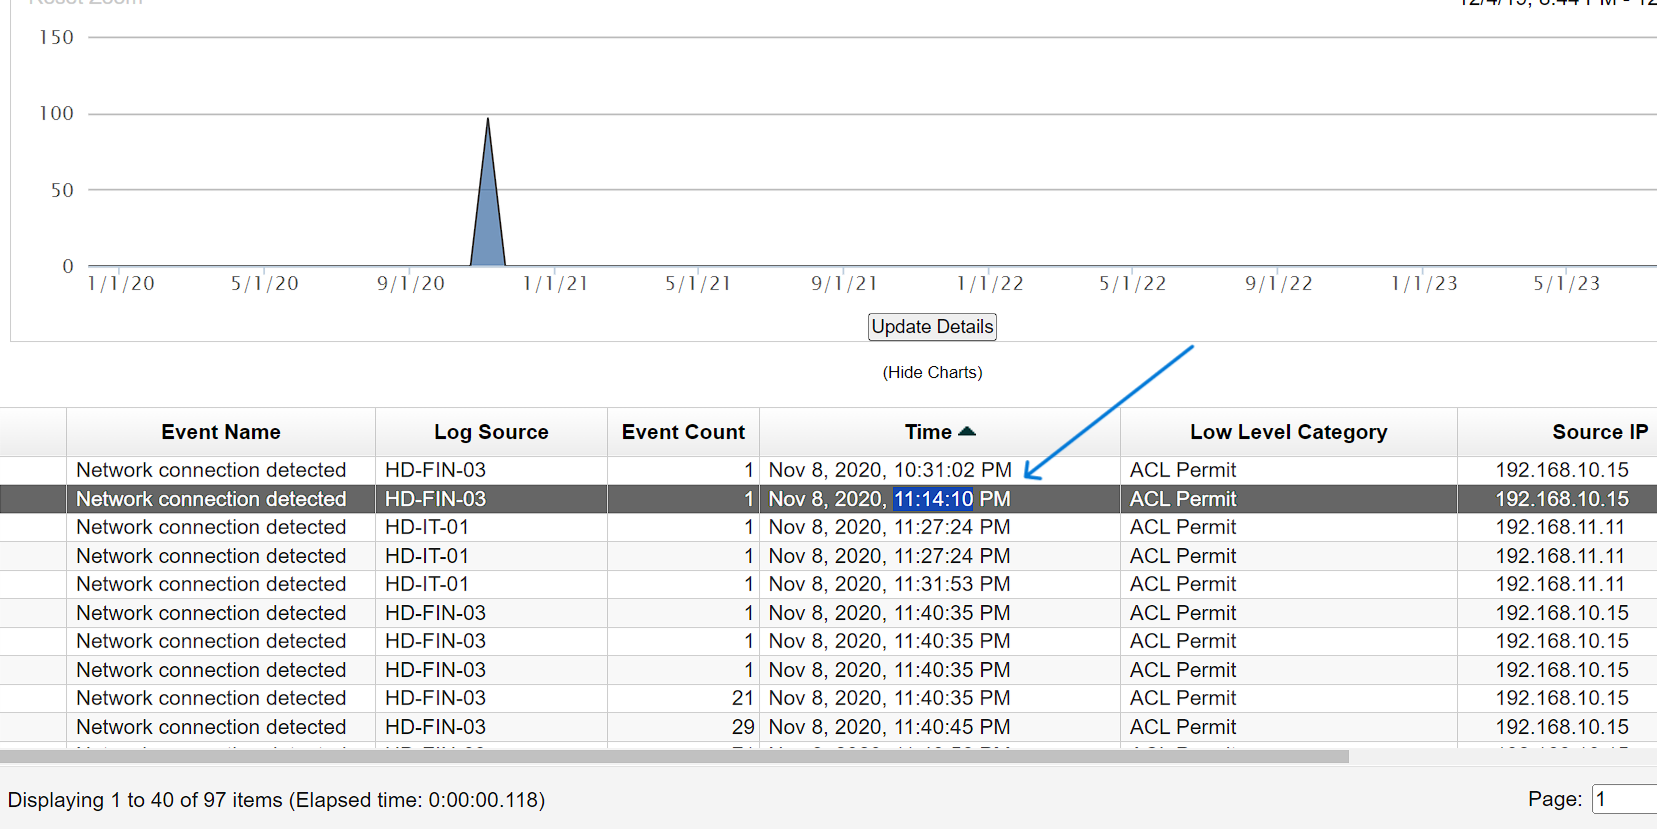 Reset Zoom
150
100
50
0
1/1/20 5/1/20 9/1/20 1/1/21 5/1/21 9/1/21 1/1/22 5/1/22 9/1/22 1/1/23 5/1/23
Update Details
(Hide Charts)
Event Name Log Source Event Count Time Low Level Category Source IP
Network connection detected HD-FIN-03 1 Nov 8, 2020, 10:31:02 PM ACL Permit 192.168.10.15
Network connection detected HD-FIN-03 1 Nov 8, 2020, 11:14:10 PM ACL Permit 192.168.10.15
Network connection detected HD-IT-01 1 Nov 8, 2020, 11:27:24 PM ACL Permit 192.168.11.11
Network connection detected HD-IT-01 1 Nov 8, 2020, 11:27:24 PM ACL Permit 192.168.11.11
Network connection detected HD-IT-01 1 Nov 8, 2020, 11:31:53 PM ACL Permit 192.168.11.11
Network connection detected HD-FIN-03 1 Nov 8, 2020, 11:40:35 PM ACL Permit 192.168.10.15
Network connection detected HD-FIN-03 1 Nov 8, 2020, 11:40:35 PM ACL Permit 192.168.10.15
Network connection detected HD-FIN-03 1 Nov 8, 2020, 11:40:35 PM ACL Permit 192.168.10.15
Network connection detected HD-FIN-03 21 Nov 8, 2020, 11:40:35 PM ACL Permit 192.168.10.15
Network connection detected HD-FIN-03 29 Nov 8, 2020, 11:40:45 PM ACL Permit 192.168.10.15
Displaying 1 to 40 of 97 items (Elapsed time: 0:00:00.118)
Page: 1